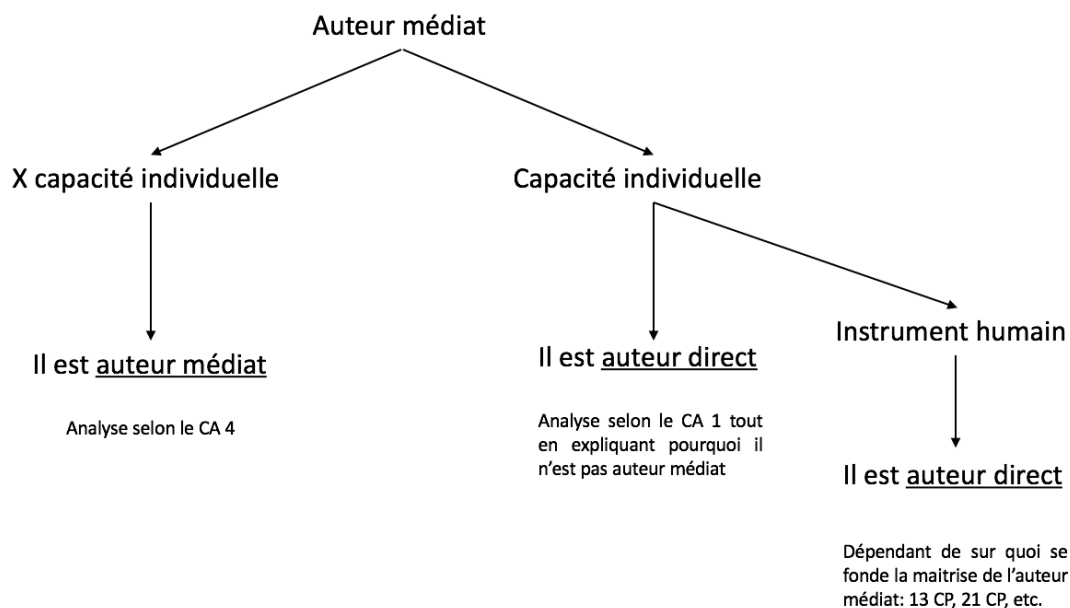 Auteur médiat
X capacité individuelle
Capacité individuelle
Instrument humain
Il est auteur médiat
Il est auteur direct
Analyse selon le CA 4
Analyse selon le CA 1 tout
en expliquant pourquoi il
n'est pas auteur médiat
Il est auteur direct
Dépendant de sur quoi se
fonde la maitrise de l'auteur
médiat: 13 CP, 21 CP, etc.